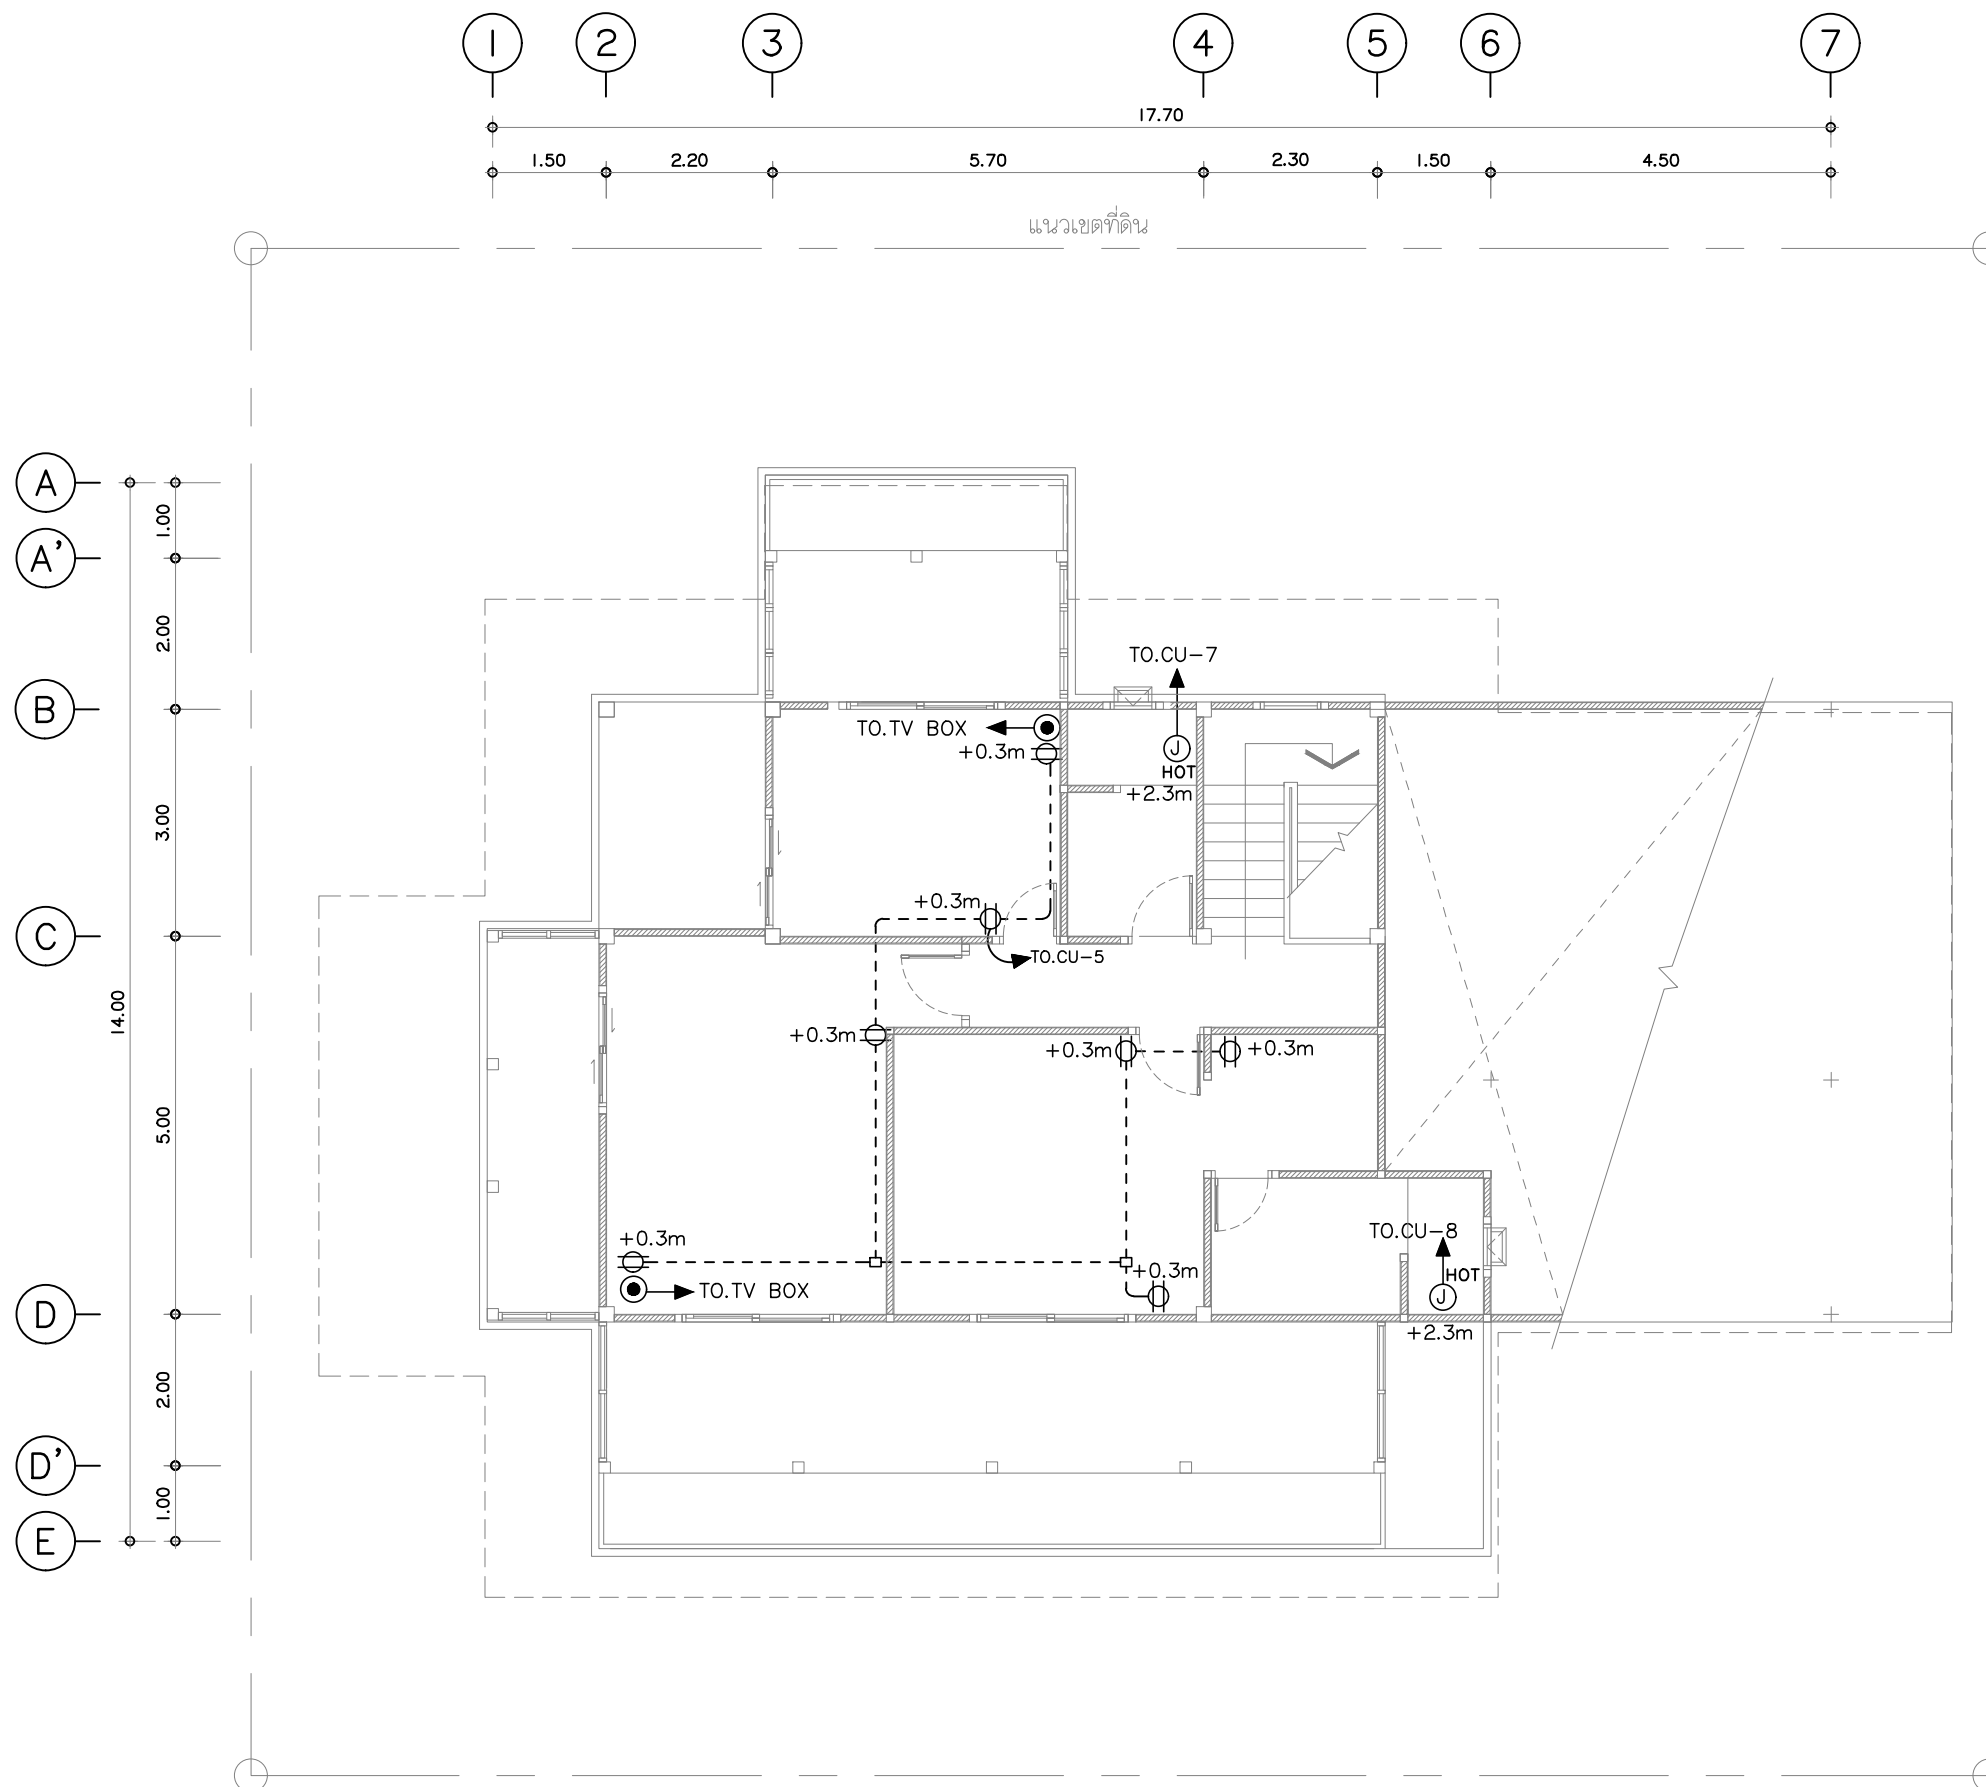 1 2 3 4 5 6 7
17.70
1.50 2.20 5.70 2.30 1.50 4.50
แนวเขตที่ดิน
A
1.00
A'
2.00
TO.CU-7
B
TO.TV BOX
+0.3m
J
HOT
+2.3m
3.00
+0.3m
C
TO.CU-5
14.00
+0.3m
+0.3m
+0.3m
5.00
TO.CU-8
+0.3m
+0.3m
HOT
J
TO.TV BOX
D
+2.3m
2.00
D'
1.00
E